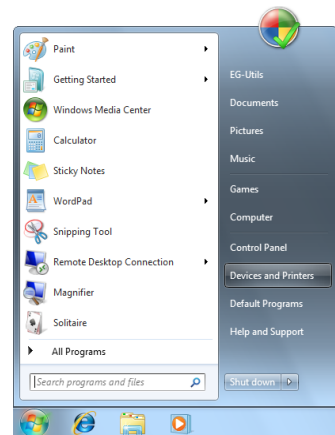 Paint
Getting Started
Windows Media Center
Calculator
Sticky Notes
WordPad
Snipping Tool
Remote Desktop Connection
Magnifier
Solitaire
All Programs
Search programs and files
EG-Utils
Documents
Pictures
Music
Games
Computer
Control Panel
Devices and Printers
Default Programs
Help and Support
Shut down